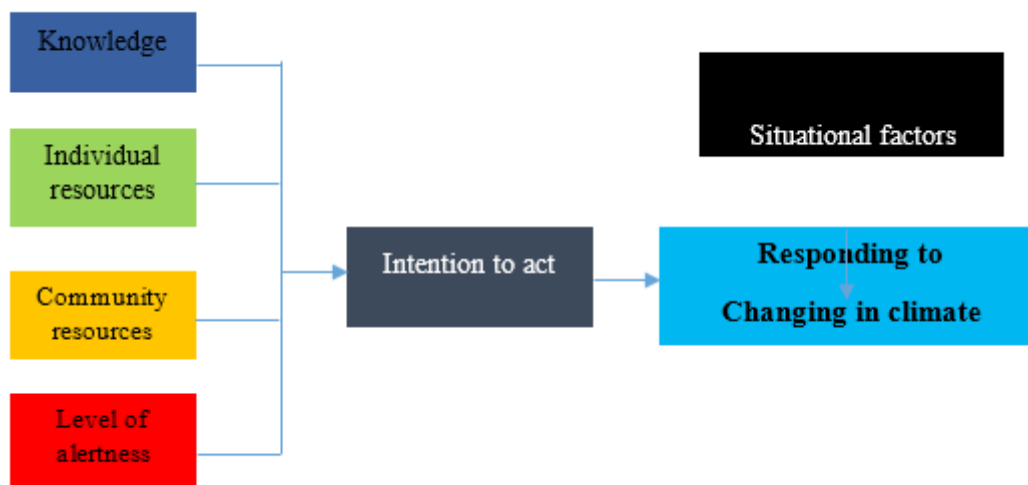 Knowledge
Individual
resources
Community
resources
Level of
alertness
Intention to act
Situational factors
Responding to
Changing in climate